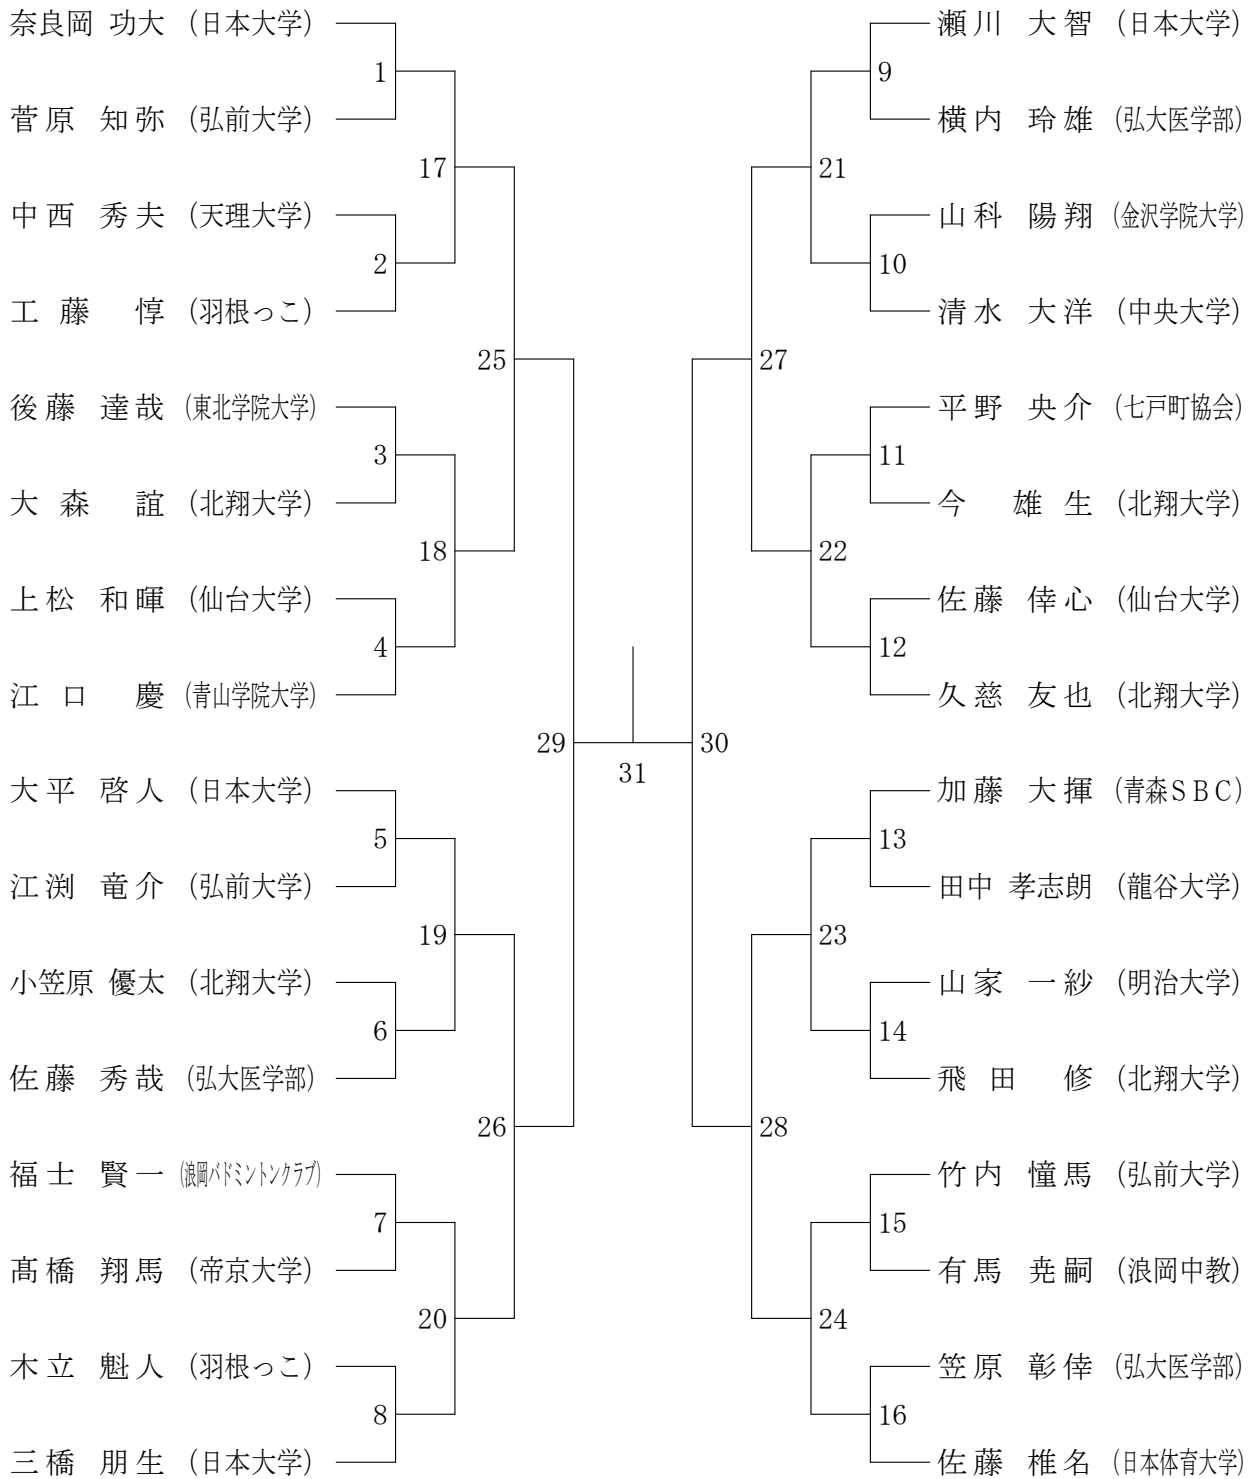 奈良岡 功大 (日本大学)
1
菅原 知弥 (弘前大学)
17
中西 秀夫 (天理大学)
2
工藤 惇 (羽根っこ)
25
後藤 達哉 (東北学院大学)
3
大森 誼 (北翔大学)
18
上松 和暉 (仙台大学)
4
江口 慶 (青山学院大学)
29
大平 啓人 (日本大学)
5
江渕 竜介 (弘前大学)
19
小笠原 優太 (北翔大学)
6
佐藤 秀哉 (弘大医学部)
26
福士 賢一 (浪岡バドミントンクラブ)
7
髙橋 翔馬 (帝京大学)
20
木立 魁人 (羽根っこ)
8
三橋 朋生 (日本大学)
31
瀬川 大智 (日本大学)
9
横内 玲雄 (弘大医学部)
21
山科 陽翔 (金沢学院大学)
10
清水 大洋 (中央大学)
27
平野 央介 (七戸町協会)
11
今 雄生 (北翔大学)
22
佐藤 倖心 (仙台大学)
12
久慈 友也 (北翔大学)
30
加藤 大揮 (青森SBC)
13
田中 孝志朗 (龍谷大学)
23
山家 一紗 (明治大学)
14
飛田 修 (北翔大学)
28
竹内 憧馬 (弘前大学)
15
有馬 尭嗣 (浪岡中教)
24
笠原 彰倖 (弘大医学部)
16
佐藤 椎名 (日本体育大学)